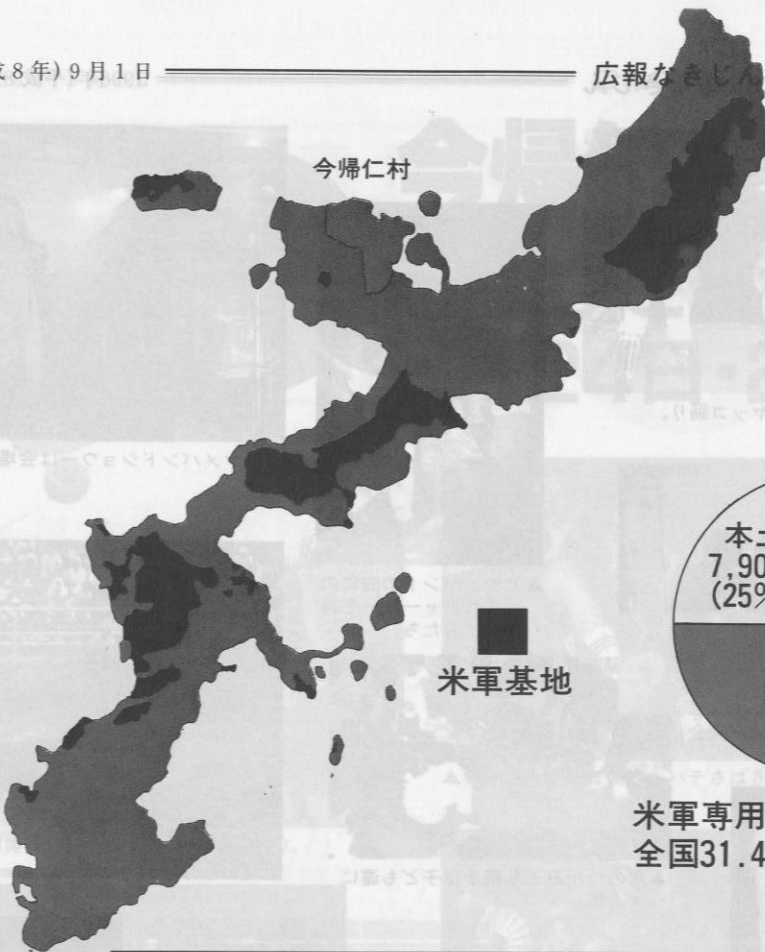 成8年)9月1日
広報なきじん
今帰仁村
本土
7,90
(25%
米軍基地
米軍専用
全国31.4